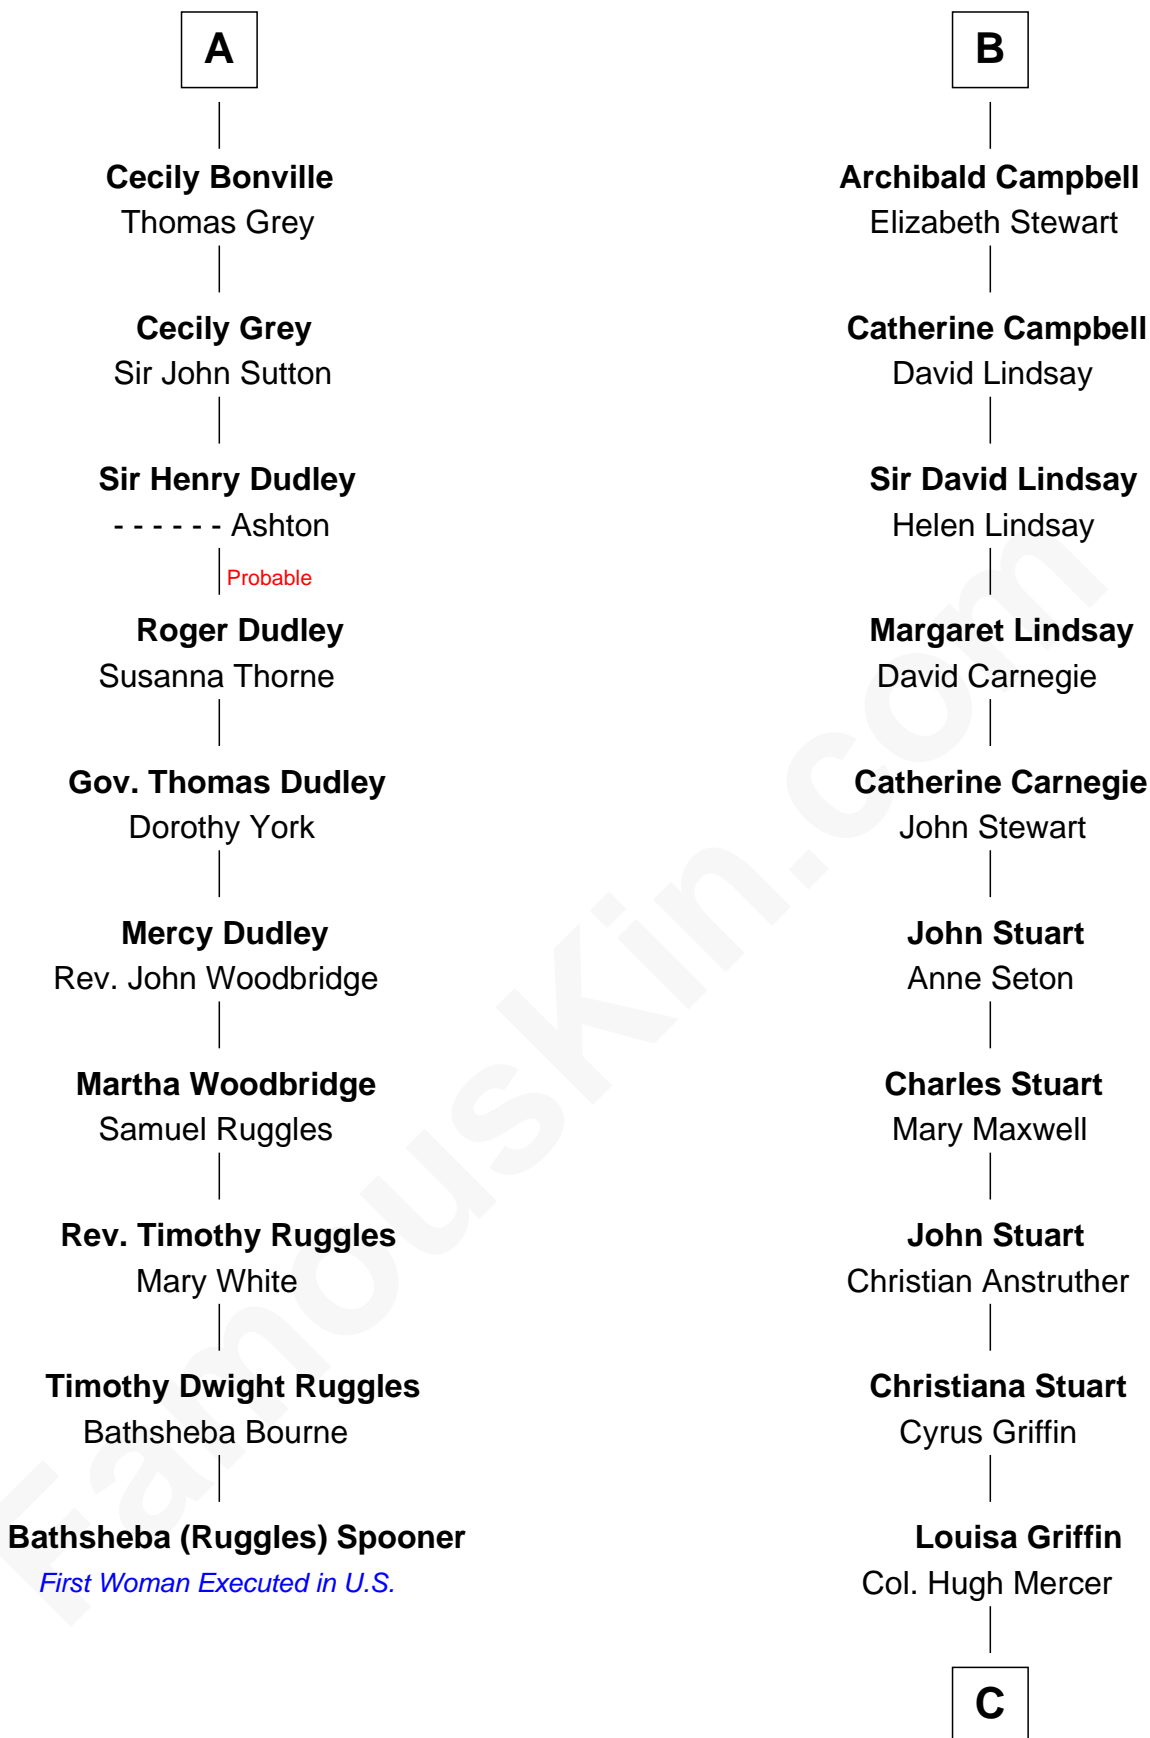 A
Cecily Bonville
Thomas Grey
Cecily Grey
Sir John Sutton
Sir Henry Dudley
- - - - - - Ashton
Probable
Roger Dudley
Susanna Thorne
Gov. Thomas Dudley
Dorothy York
Mercy Dudley
Rev. John Woodbridge
Martha Woodbridge
Samuel Ruggles
Rev. Timothy Ruggles
Mary White
Timothy Dwight Ruggles
Bathsheba Bourne
Bathsheba (Ruggles) Spooner
First Woman Executed in U.S.
B
Archibald Campbell
Elizabeth Stewart
Catherine Campbell
David Lindsay
Sir David Lindsay
Helen Lindsay
Margaret Lindsay
David Carnegie
Catherine Carnegie
John Stewart
John Stuart
Anne Seton
Charles Stuart
Mary Maxwell
John Stuart
Christian Anstruther
Christiana Stuart
Cyrus Griffin
Louisa Griffin
Col. Hugh Mercer
C
FamousKin.com